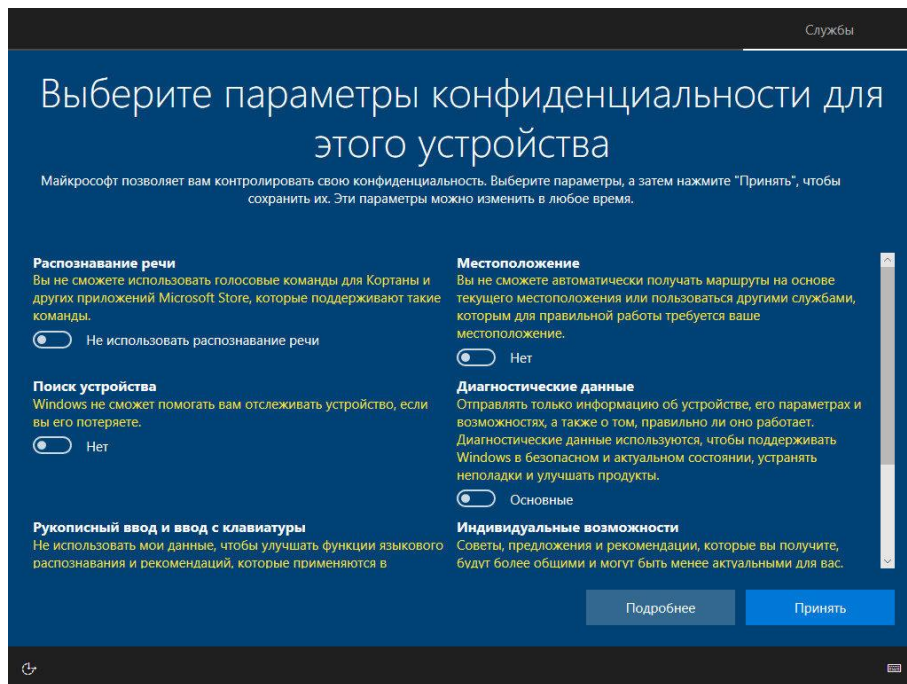 Службы
Выберите параметры конфиденциальности для
этого устройства
Майкрософт позволяет вам контролировать свою конфиденциальность. Выберите параметры, а затем нажмите "Принять", чтобы
сохранить их. Эти параметры можно изменить в любое время.
Распознавание речи
Вы не сможете использовать голосовые команды для Кортаны и
других приложений Microsoft Store, которые поддерживают такие
команды.
Не использовать распознавание речи
Местоположение
Вы не сможете автоматически получать маршруты на основе
текущего местоположения или пользоваться другими службами,
которым для правильной работы требуется ваше
местоположение.
Нет
Поиск устройства
Windows не сможет помогать вам отслеживать устройство, если
вы его потеряете.
Нет
Диагностические данные
Отправлять только информацию об устройстве, его параметрах и
возможностях, а также о том, правильно ли оно работает.
Диагностические данные используются, чтобы поддерживать
Windows в безопасном и актуальном состоянии, устранять
неполадки и улучшать продукты.
Основные
Рукописный ввод и ввод с клавиатуры
Не использовать мои данные, чтобы улучшать функции языкового
распознавания и рекомендаций, которые применяются в
Индивидуальные возможности
Советы, предложения и рекомендации, которые вы получите,
будут более общими и могут быть менее актуальными для вас.
Подробнее
Принять